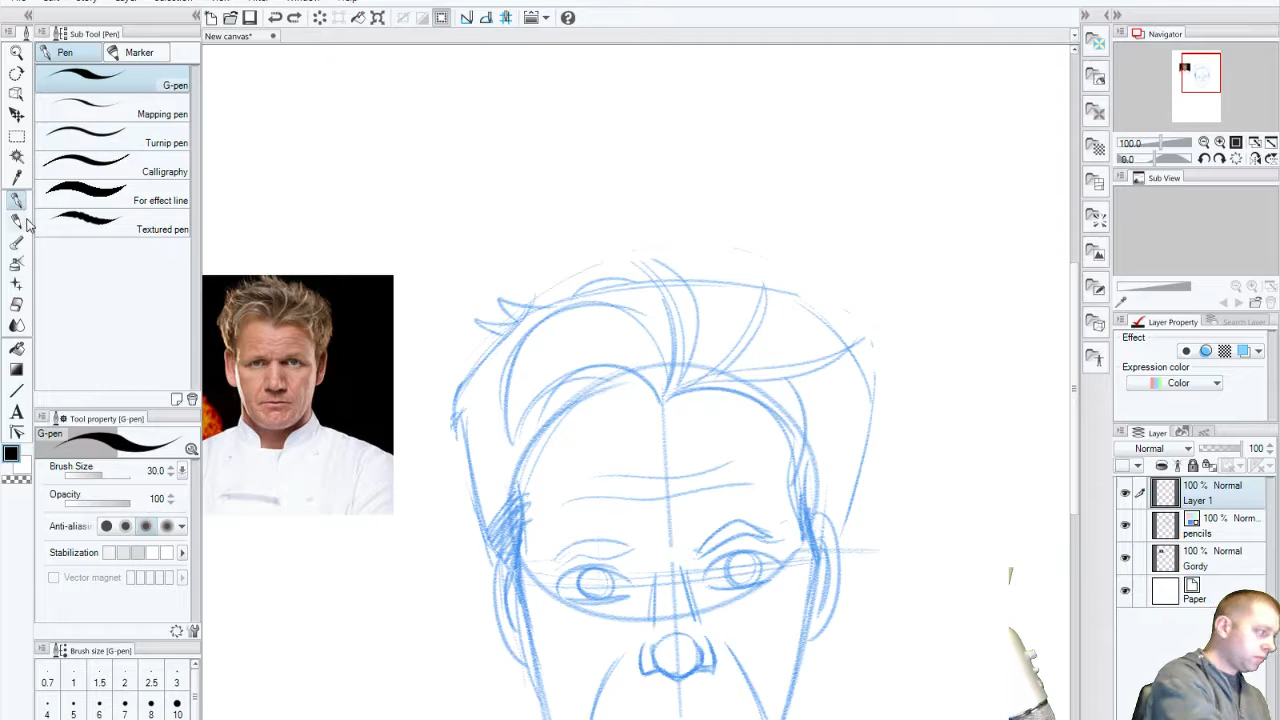 Sub Tool [Pen]
New canvas*
Navigator
Pen
Marker
G-pen
Mapping pen
Turnip pen
Calligraphy
For effect line
Textured pen
100.0
0.0
Sub View
Layer Property
Search Layer
Effect
Expression color
Color
Tool property [G-pen]
G-pen
Brush Size
30.0
Opacity
100
Anti-alias
Stabilization
Vector magnet
Layer
Normal
100
100 % Normal
Layer 1
100 % Norm...
pencils
100 % Normal
Gordy
Paper
Brush size [G-pen]
0.7 1 1.5 2 2.5 3
4 5 6 7 8 10